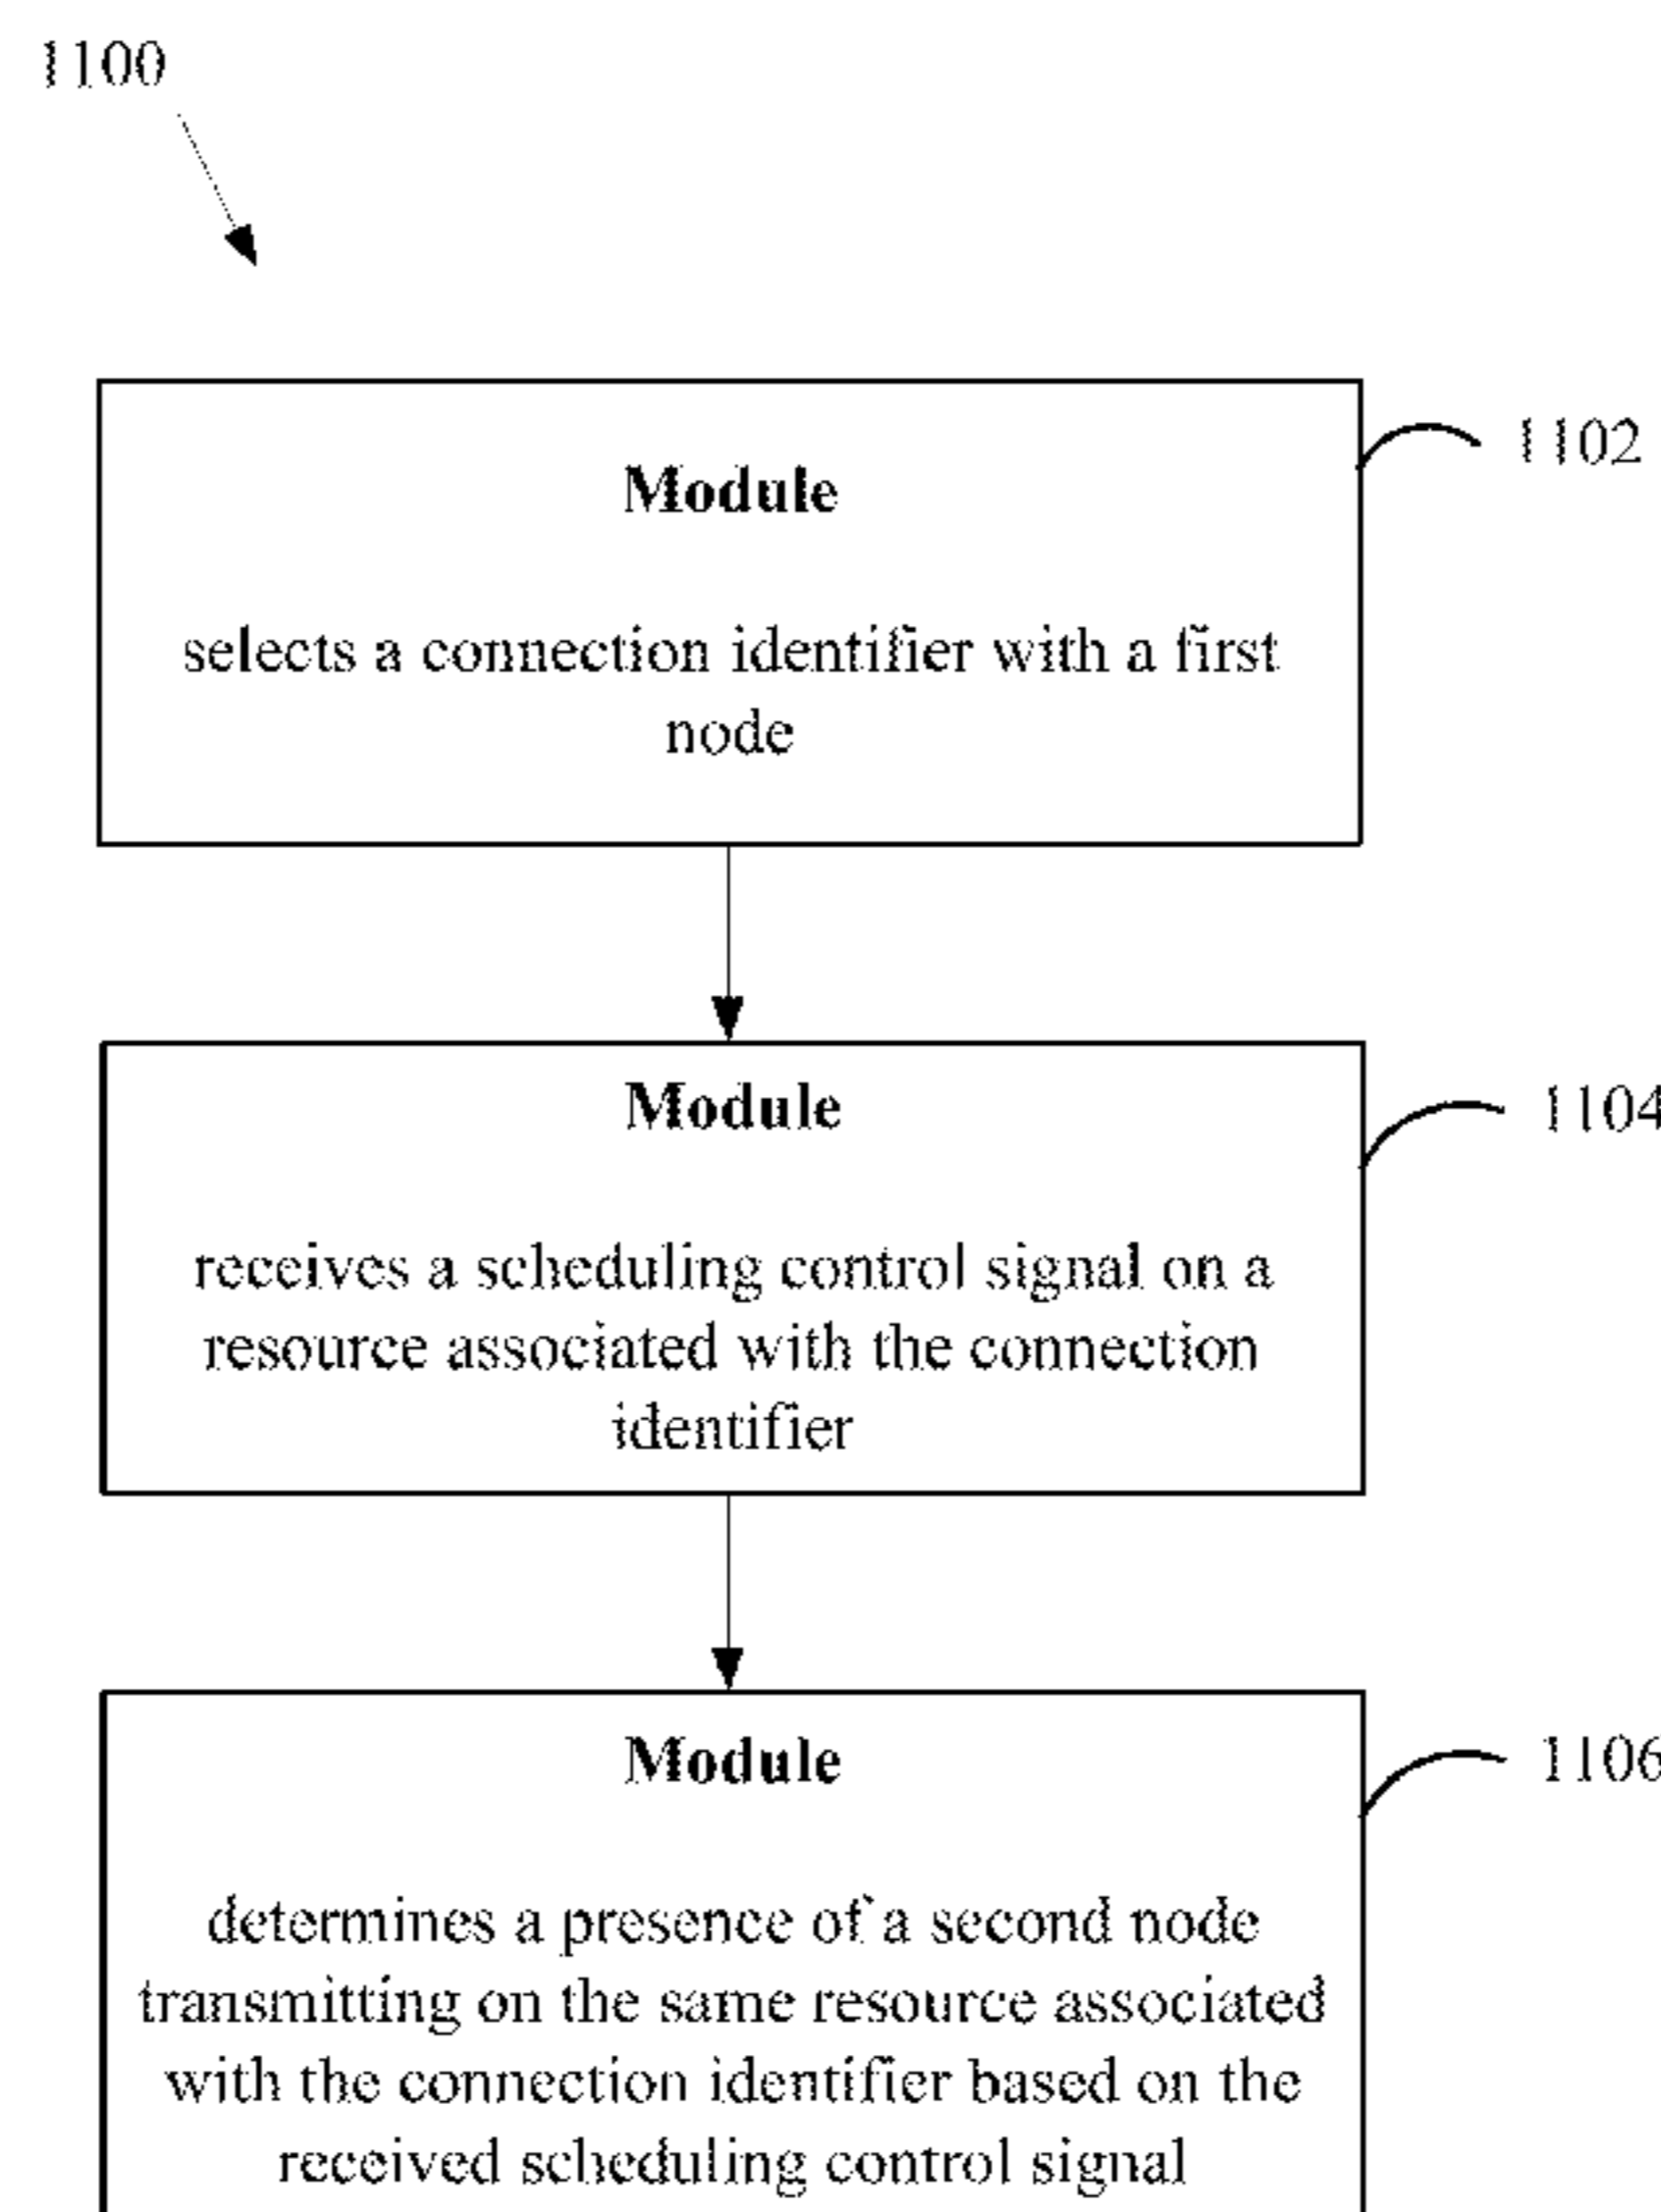 1100
Module
1102
selects a connection identifier with a first
node
Module
1104
receives a scheduling control signal on a
resource associated with the connection
identifier
Module
1106
determines a presence of a second node
transmitting on the same resource associated
with the connection identifier based on the
received scheduling control signal